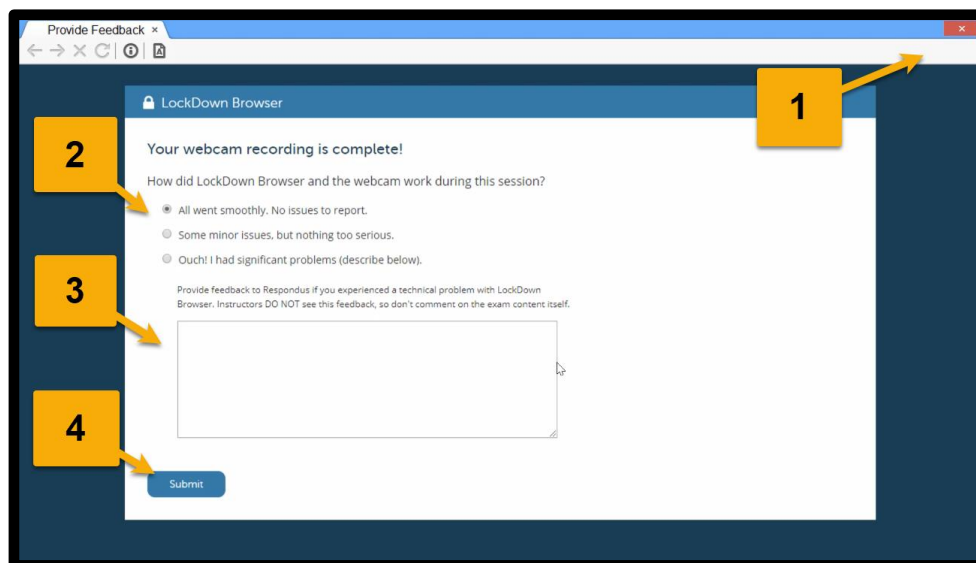 Provide Feedback ×
1
LockDown Browser
2
Your webcam recording is complete!
How did LockDown Browser and the webcam work during this session?
All went smoothly. No issues to report.
Some minor issues, but nothing too serious.
Ouch! I had significant problems (describe below).
3
Provide feedback to Respondus if you experienced a technical problem with LockDown
Browser. Instructors DO NOT see this feedback, so don't comment on the exam content itself.
4
Submit